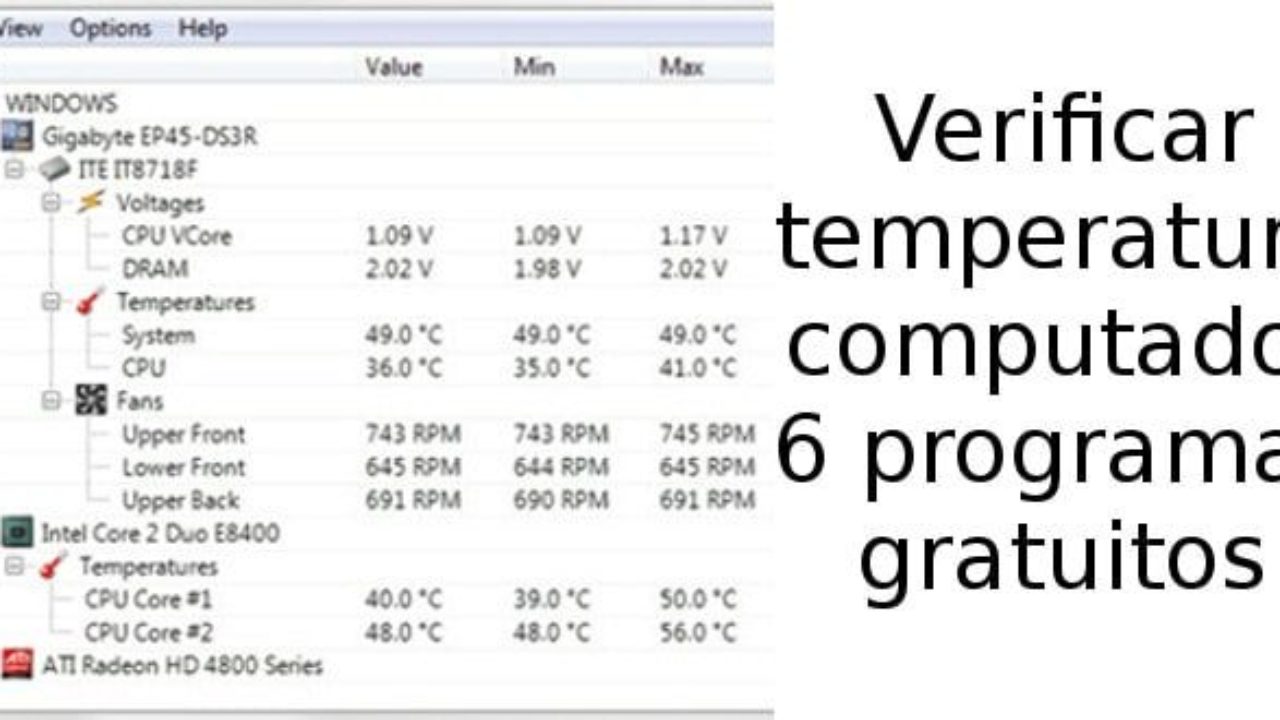 View Options Help
Value Min Max
WINDOWS
Gigabyte EP45-DS3R
ITE IT8718F
Voltages
CPU VCore 1.09 V 1.09 V 1.17 V
DRAM 2.02 V 1.98 V 2.02 V
Temperatures
System 49.0 °C 49.0 °C 49.0 °C
CPU 36.0 °C 35.0 °C 41.0 °C
Fans
Upper Front 743 RPM 743 RPM 745 RPM
Lower Front 645 RPM 644 RPM 645 RPM
Upper Back 691 RPM 690 RPM 691 RPM
Intel Core 2 Duo E8400
Temperatures
CPU Core #1 40.0 °C 39.0 °C 50.0 °C
CPU Core #2 48.0 °C 48.0 °C 56.0 °C
ATI Radeon HD 4800 Series
Verificar
temperatur
computado
6 programa
gratuitos